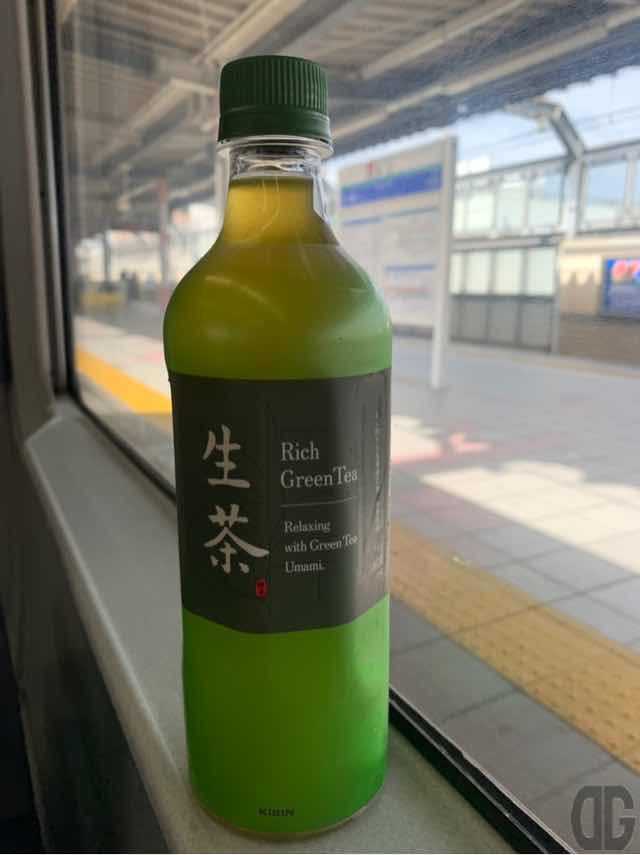 生茶
Rich
Green Tea
Relaxing
with Green Tea
Umami.
KIRIN
DG